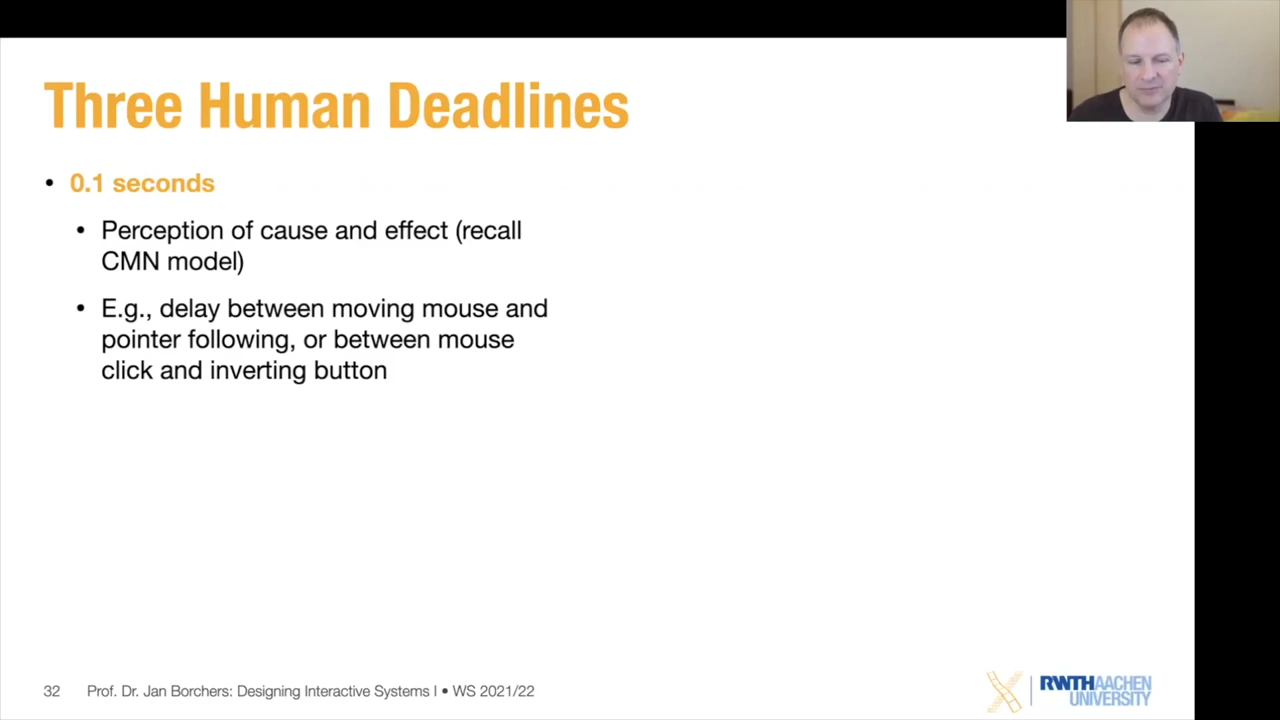 Three Human Deadlines
• 0.1 seconds
• Perception of cause and effect (recall
CMN model)
• E.g., delay between moving mouse and
pointer following, or between mouse
click and inverting button
32 Prof. Dr. Jan Borchers: Designing Interactive Systems I • WS 2021/22
RWTHAACHEN
UNIVERSITY